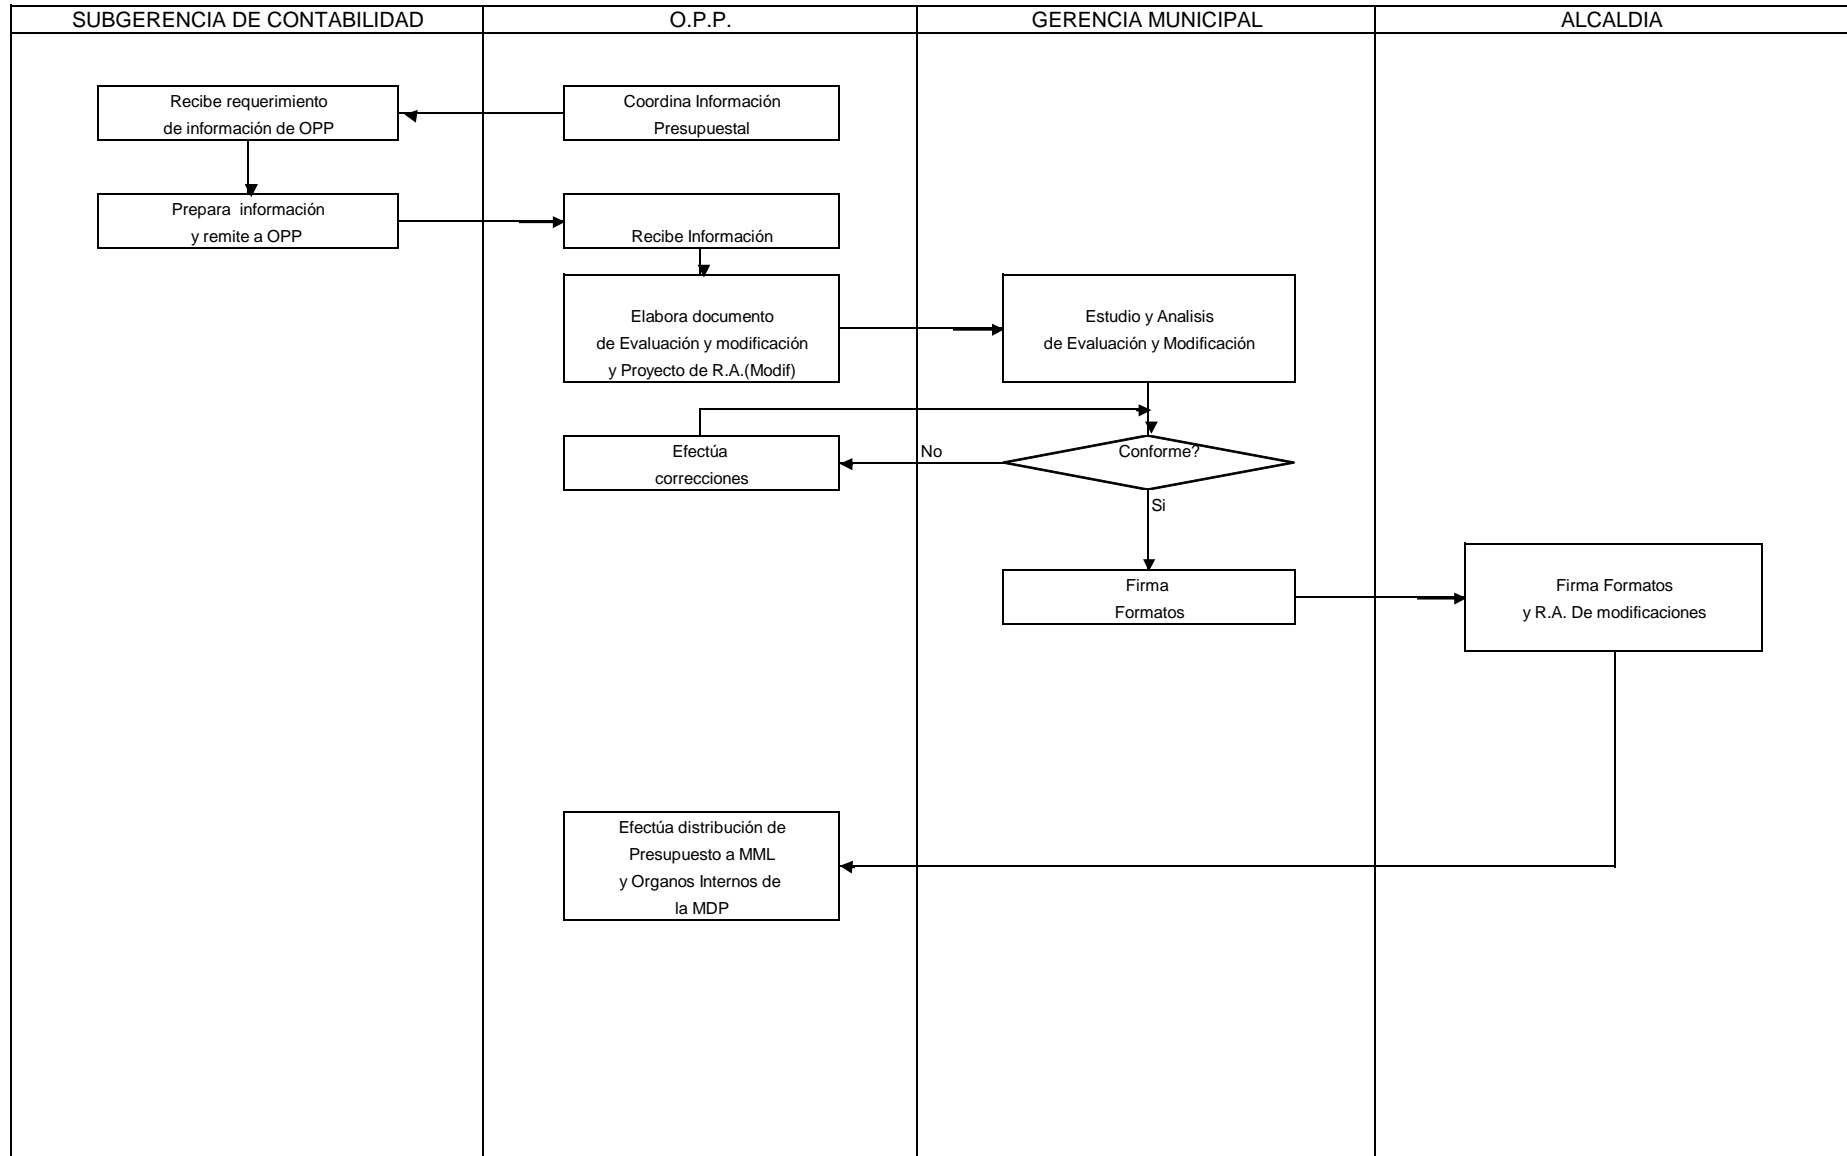 SUBGERENCIA DE CONTABILIDAD
O.P.P.
GERENCIA MUNICIPAL
ALCALDIA
Recibe requerimiento
de información de OPP
Coordina Información
Presupuestal
Prepara información
y remite a OPP
Recibe Información
Elabora documento
de Evaluación y modificación
y Proyecto de R.A.(Modif)
Estudio y Analisis
de Evaluación y Modificación
Efectúa
correcciones
No
Conforme?
Si
Firma
Formatos
Firma Formatos
y R.A. De modificaciones
Efectúa distribución de
Presupuesto a MML
y Organos Internos de
la MDP